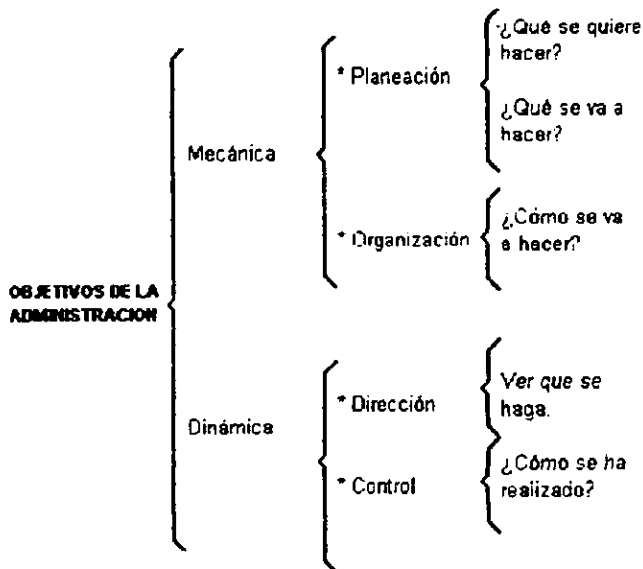 OBJETIVOS DE LA
ADMINISTRACION
Mecánica
* Planeación
¿Qué se quiere
hacer?
¿Qué se va a
hacer?
* Organización
¿Cómo se va
a hacer?
Dinámica
* Dirección
Ver que se
haga.
* Control
¿Cómo se ha
realizado?